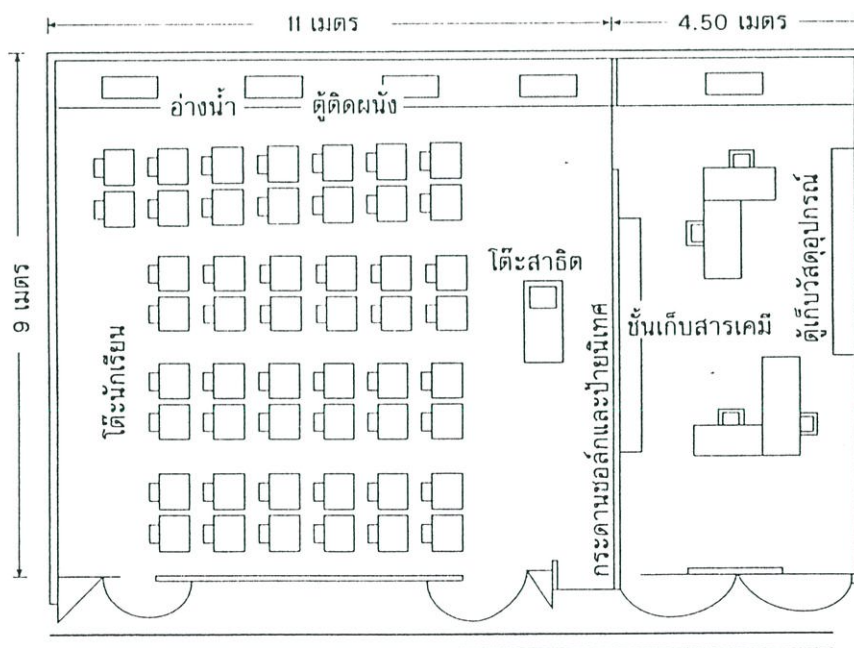 11 เมตร
4.50 เมตร
อ่างน้ำ
ตู้ติดผนัง
9 เมตร
โต๊ะสาธิต
โต๊ะนักเรียน
กระดานชอล์กและป้ายนิเทศ
ชั้นเก็บสารเคมี
ตู้เก็บวัสดุอุปกรณ์